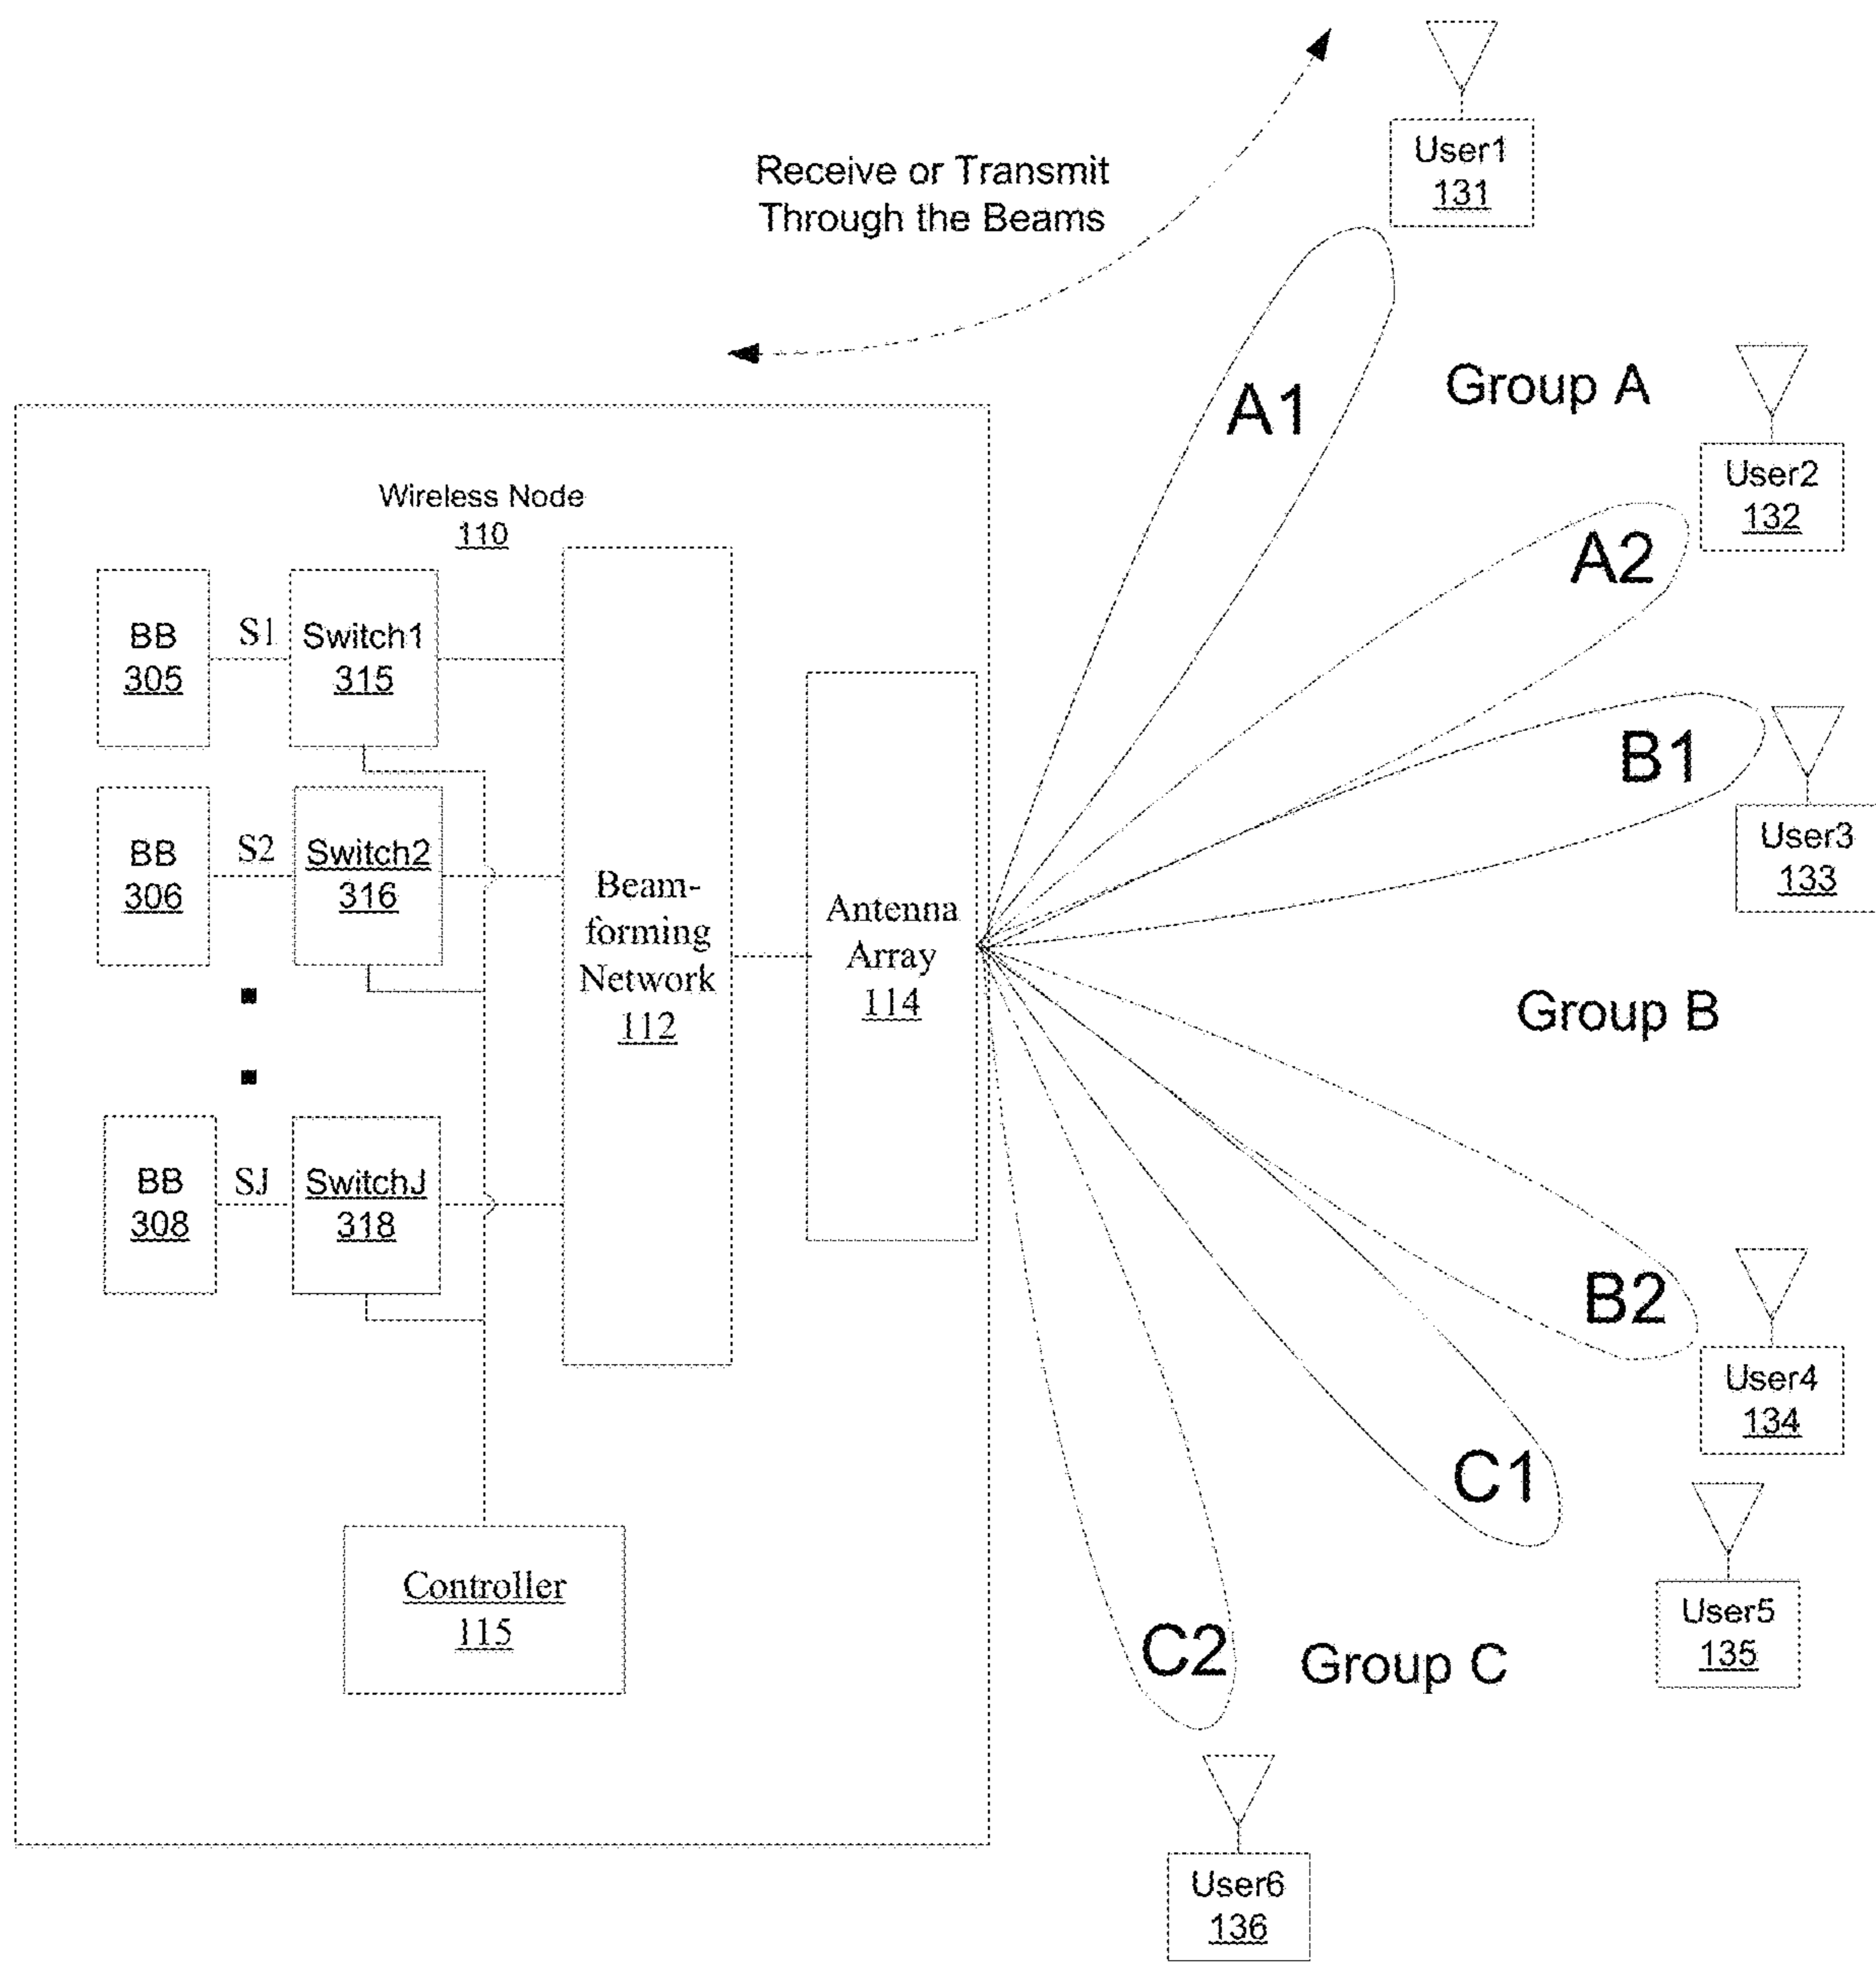 Receive or Transmit
Through the Beams
User1
131
A1
Group A
User2
132
A2
Wireless Node
110
BB
305
S1
Switch1
315
B1
User3
133
BB
306
S2
Switch2
316
Beam-
forming
Network
112
Antenna
Array
114
Group B
BB
308
SJ
SwitchJ
318
B2
User4
134
C1
Controller
115
User5
135
C2
Group C
User6
136